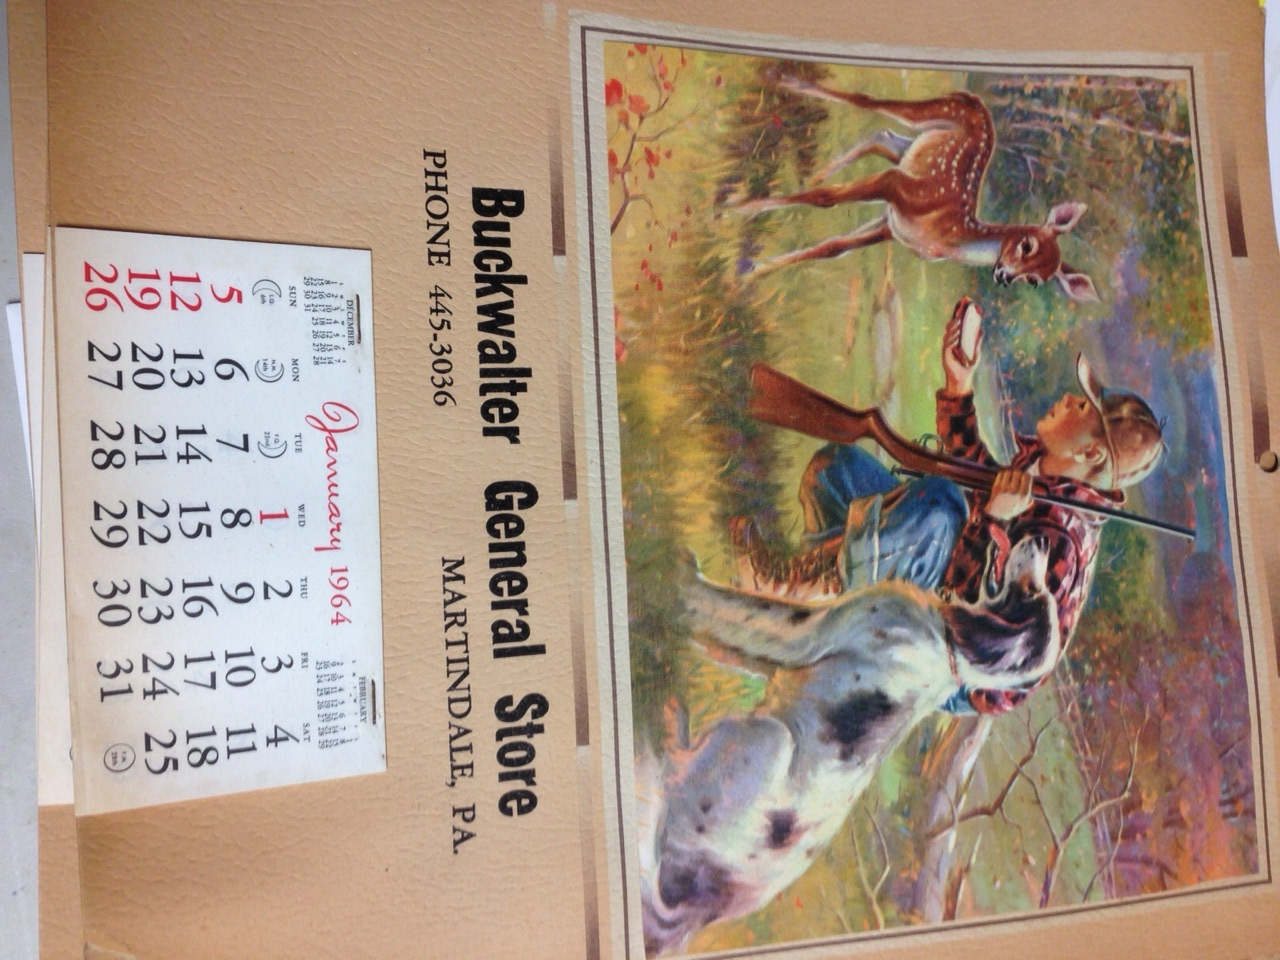 Buckwalter General Store
PHONE 445-3036 MARTINDALE, PA.
DECEMBER
January 1964
FEBRUARY
SUN MON TUE WED THU FRI SAT
1 2 3 4
5 6 7 8 9 10 11
12 13 14 15 16 17 18
19 20 21 22 23 24 25
26 27 28 29 30 31